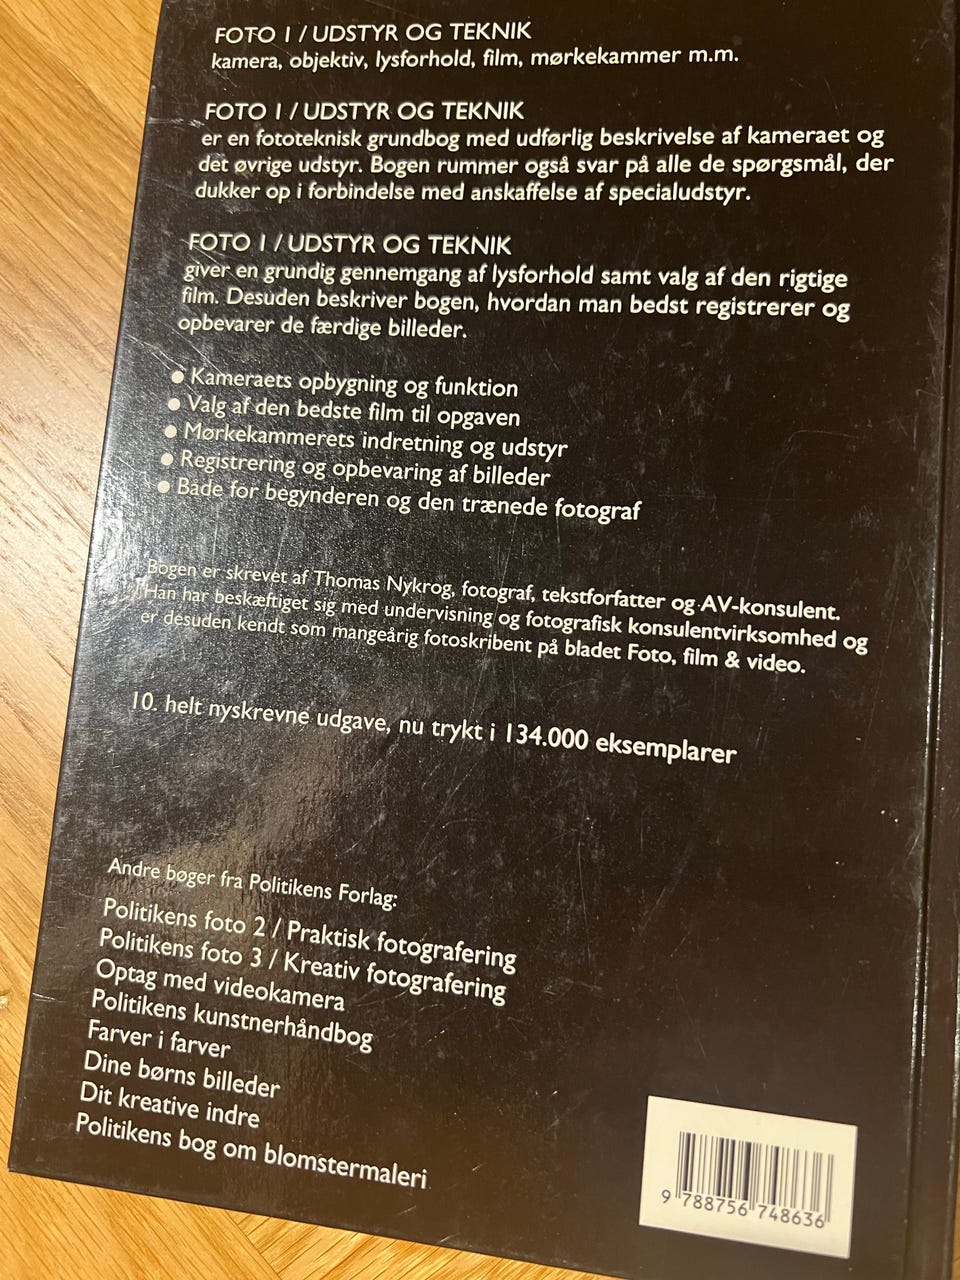 FOTO 1 / UDSTYR OG TEKNIK
kamera, objektiv, lysforhold, film, mørkekammer m.m.
FOTO 1 / UDSTYR OG TEKNIK
er en fototeknisk grundbog med udførlig beskrivelse af kameraet og
det øvrige udstyr. Bogen rummer også svar på alle de spørgsmål, der
dukker op i forbindelse med anskaffelse af specialudstyr.
FOTO 1 / UDSTYR OG TEKNIK
giver en grundig gennemgang af lysforhold samt valg af den rigtige
film. Desuden beskriver bogen, hvordan man bedst registrerer og
opbevarer de færdige billeder.
● Kameraets opbygning og funktion
● Valg af den bedste film til opgaven
● Mørkekammerets indretning og udstyr
● Registrering og opbevaring af billeder
● Både for begynderen og den trænede fotograf
Bogen er skrevet af Thomas Nykrog, fotograf, tekstforfatter og AV-konsulent.
Han har beskæftiget sig med undervisning og fotografisk konsulentvirksomhed og
er desuden kendt som mangeårig fotoskribent på bladet Foto, film & video.
10. helt nyskrevne udgave, nu trykt i 134.000 eksemplarer
Andre bøger fra Politikens Forlag:
Politikens foto 2 / Praktisk fotografering
Politikens foto 3 / Kreativ fotografering
Optag med videokamera
Politikens kunstnerhåndbog
Farver i farver
Dine børns billeder
Dit kreative indre
Politikens bog om blomstermaleri
9 788756 748636